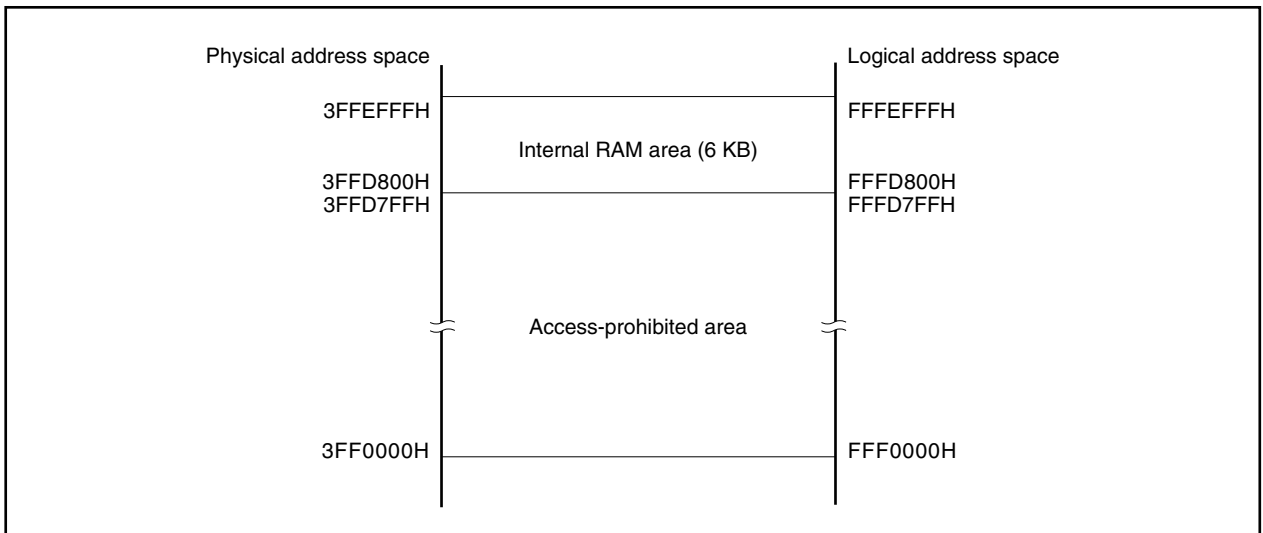 Physical address space
Logical address space
3FFEFFFH
FFFEFFFH
Internal RAM area (6 KB)
3FFD800H
FFFD800H
3FFD7FFH
FFFD7FFH
Access-prohibited area
3FF0000H
FFF0000H